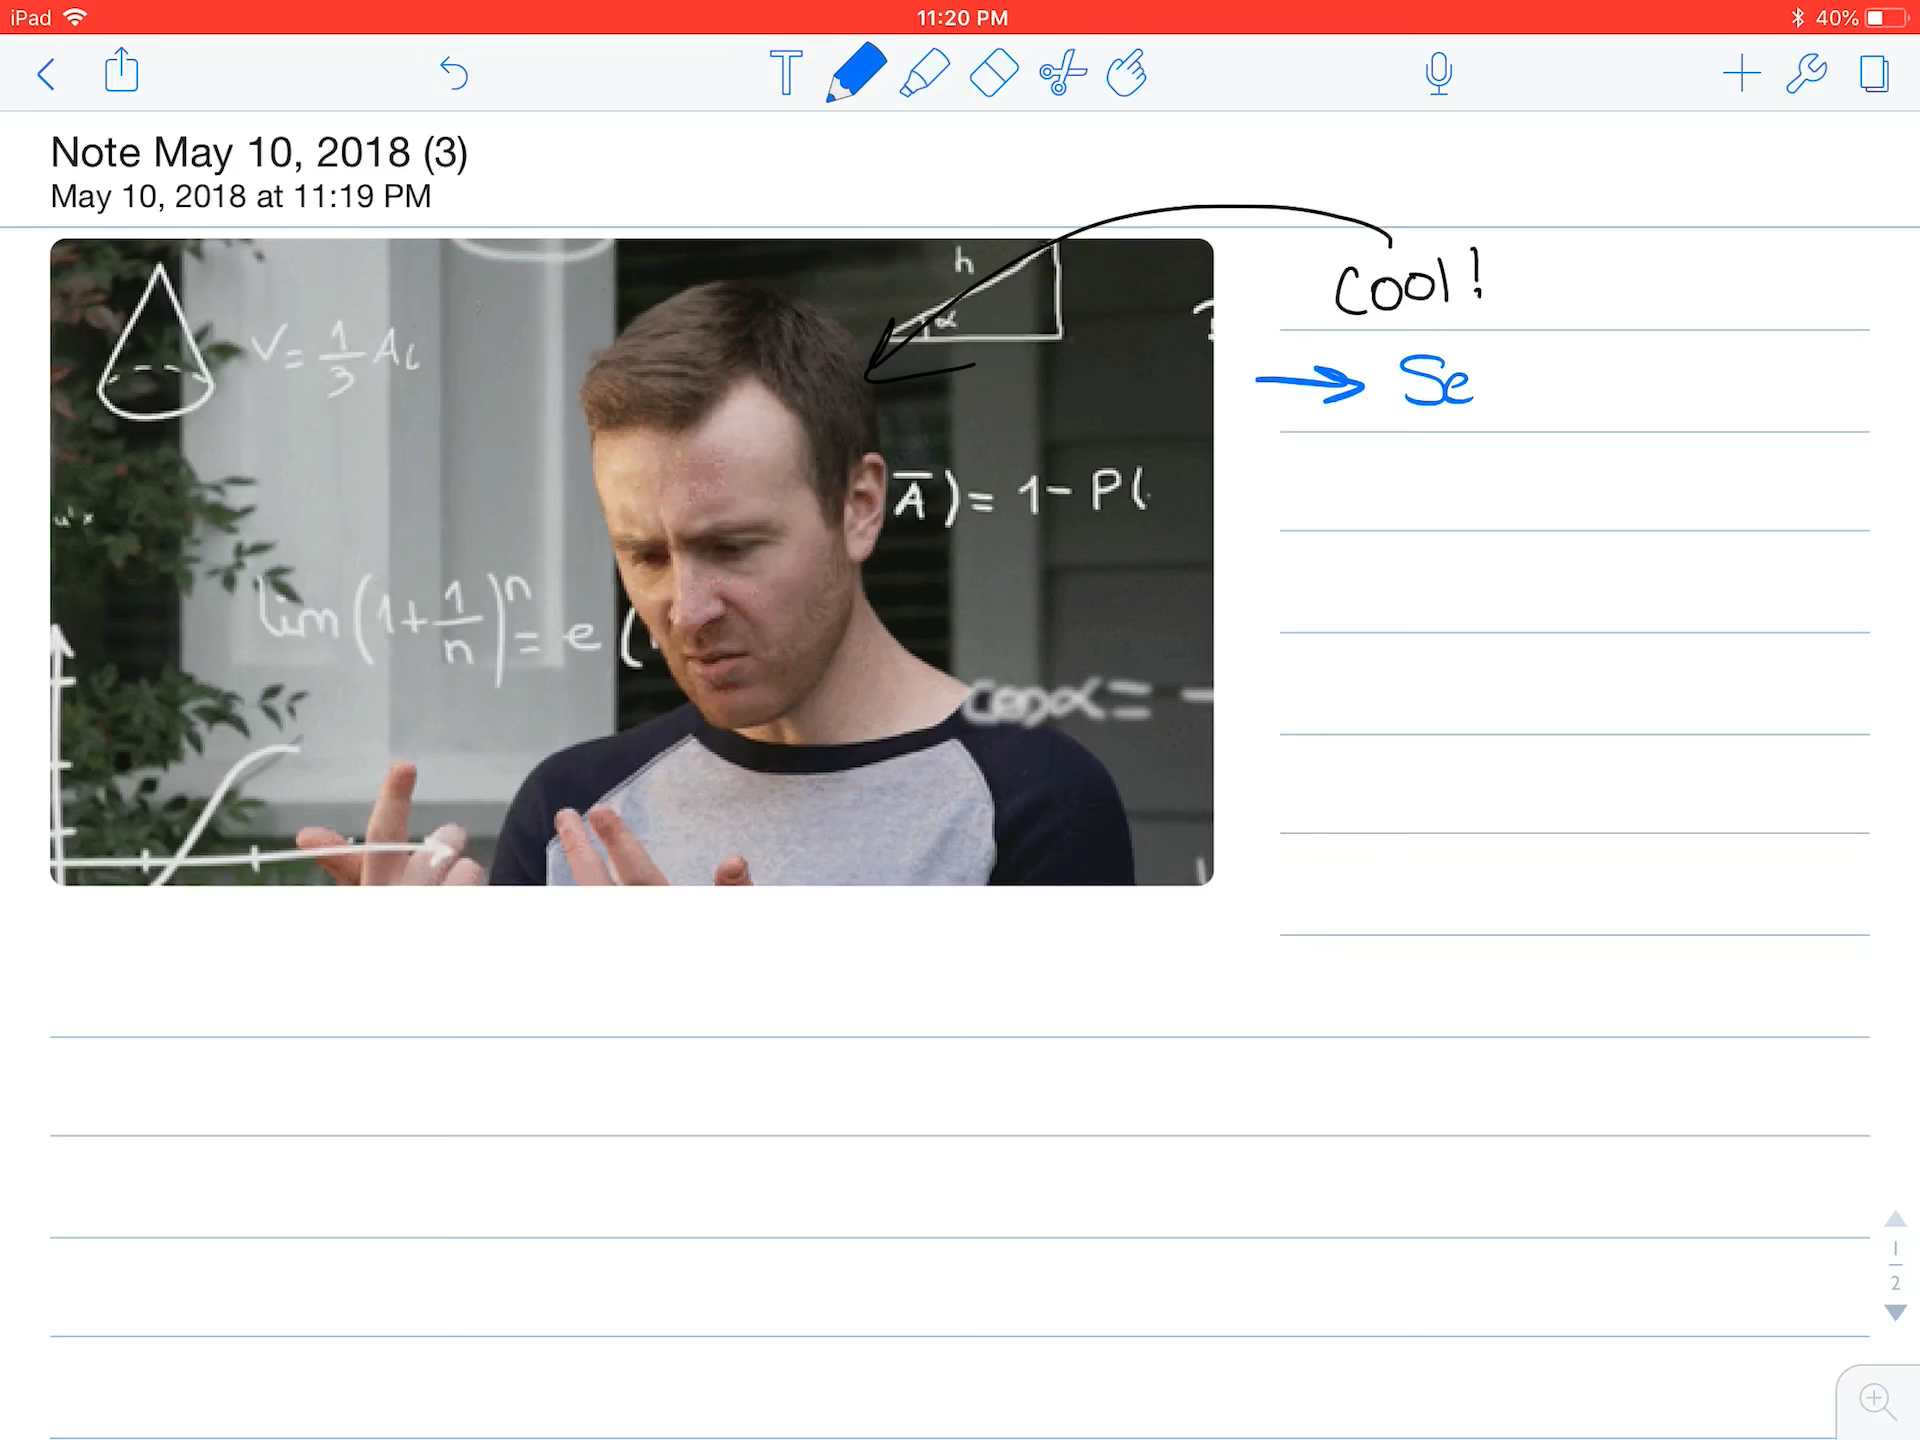 iPad 11:20 PM 40%
T
Note May 10, 2018 (3)
May 10, 2018 at 11:19 PM
cool!
→ Se
h
α
V = 1/3 A
A̅) = 1 - P(
lim (1 + 1/n)ⁿ = e (
cos α = -
1
2